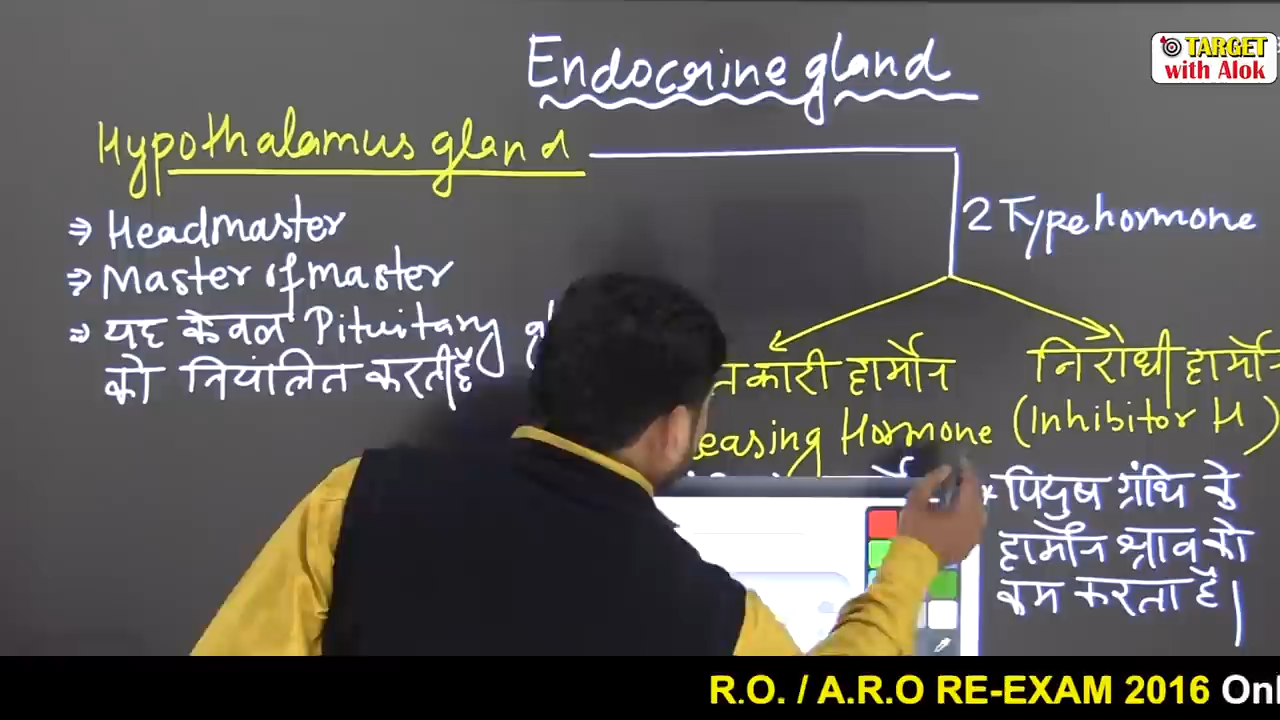 Endocrine gland
TARGET
with Alok
Hypothalamus gland
⇒ Headmaster
⇒ Master of master
⇒ यह केवल Pituitary
को नियंत्रित करती है
2 Type hormone
कारी हार्मोन
easing Hormone
निरोधी हार्मोन
(Inhibitor H)
* पियुष ग्रंथि के
हार्मोन श्राव को
कम करता है|
R.O. / A.R.O RE-EXAM 2016 Onl